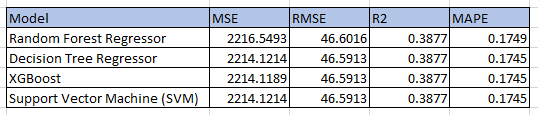 Model MSE RMSE R2 MAPE
Random Forest Regressor 2216.5493 46.6016 0.3877 0.1749
Decision Tree Regressor 2214.1214 46.5913 0.3877 0.1745
XGBoost 2214.1189 46.5913 0.3877 0.1745
Support Vector Machine (SVM) 2214.1214 46.5913 0.3877 0.1745